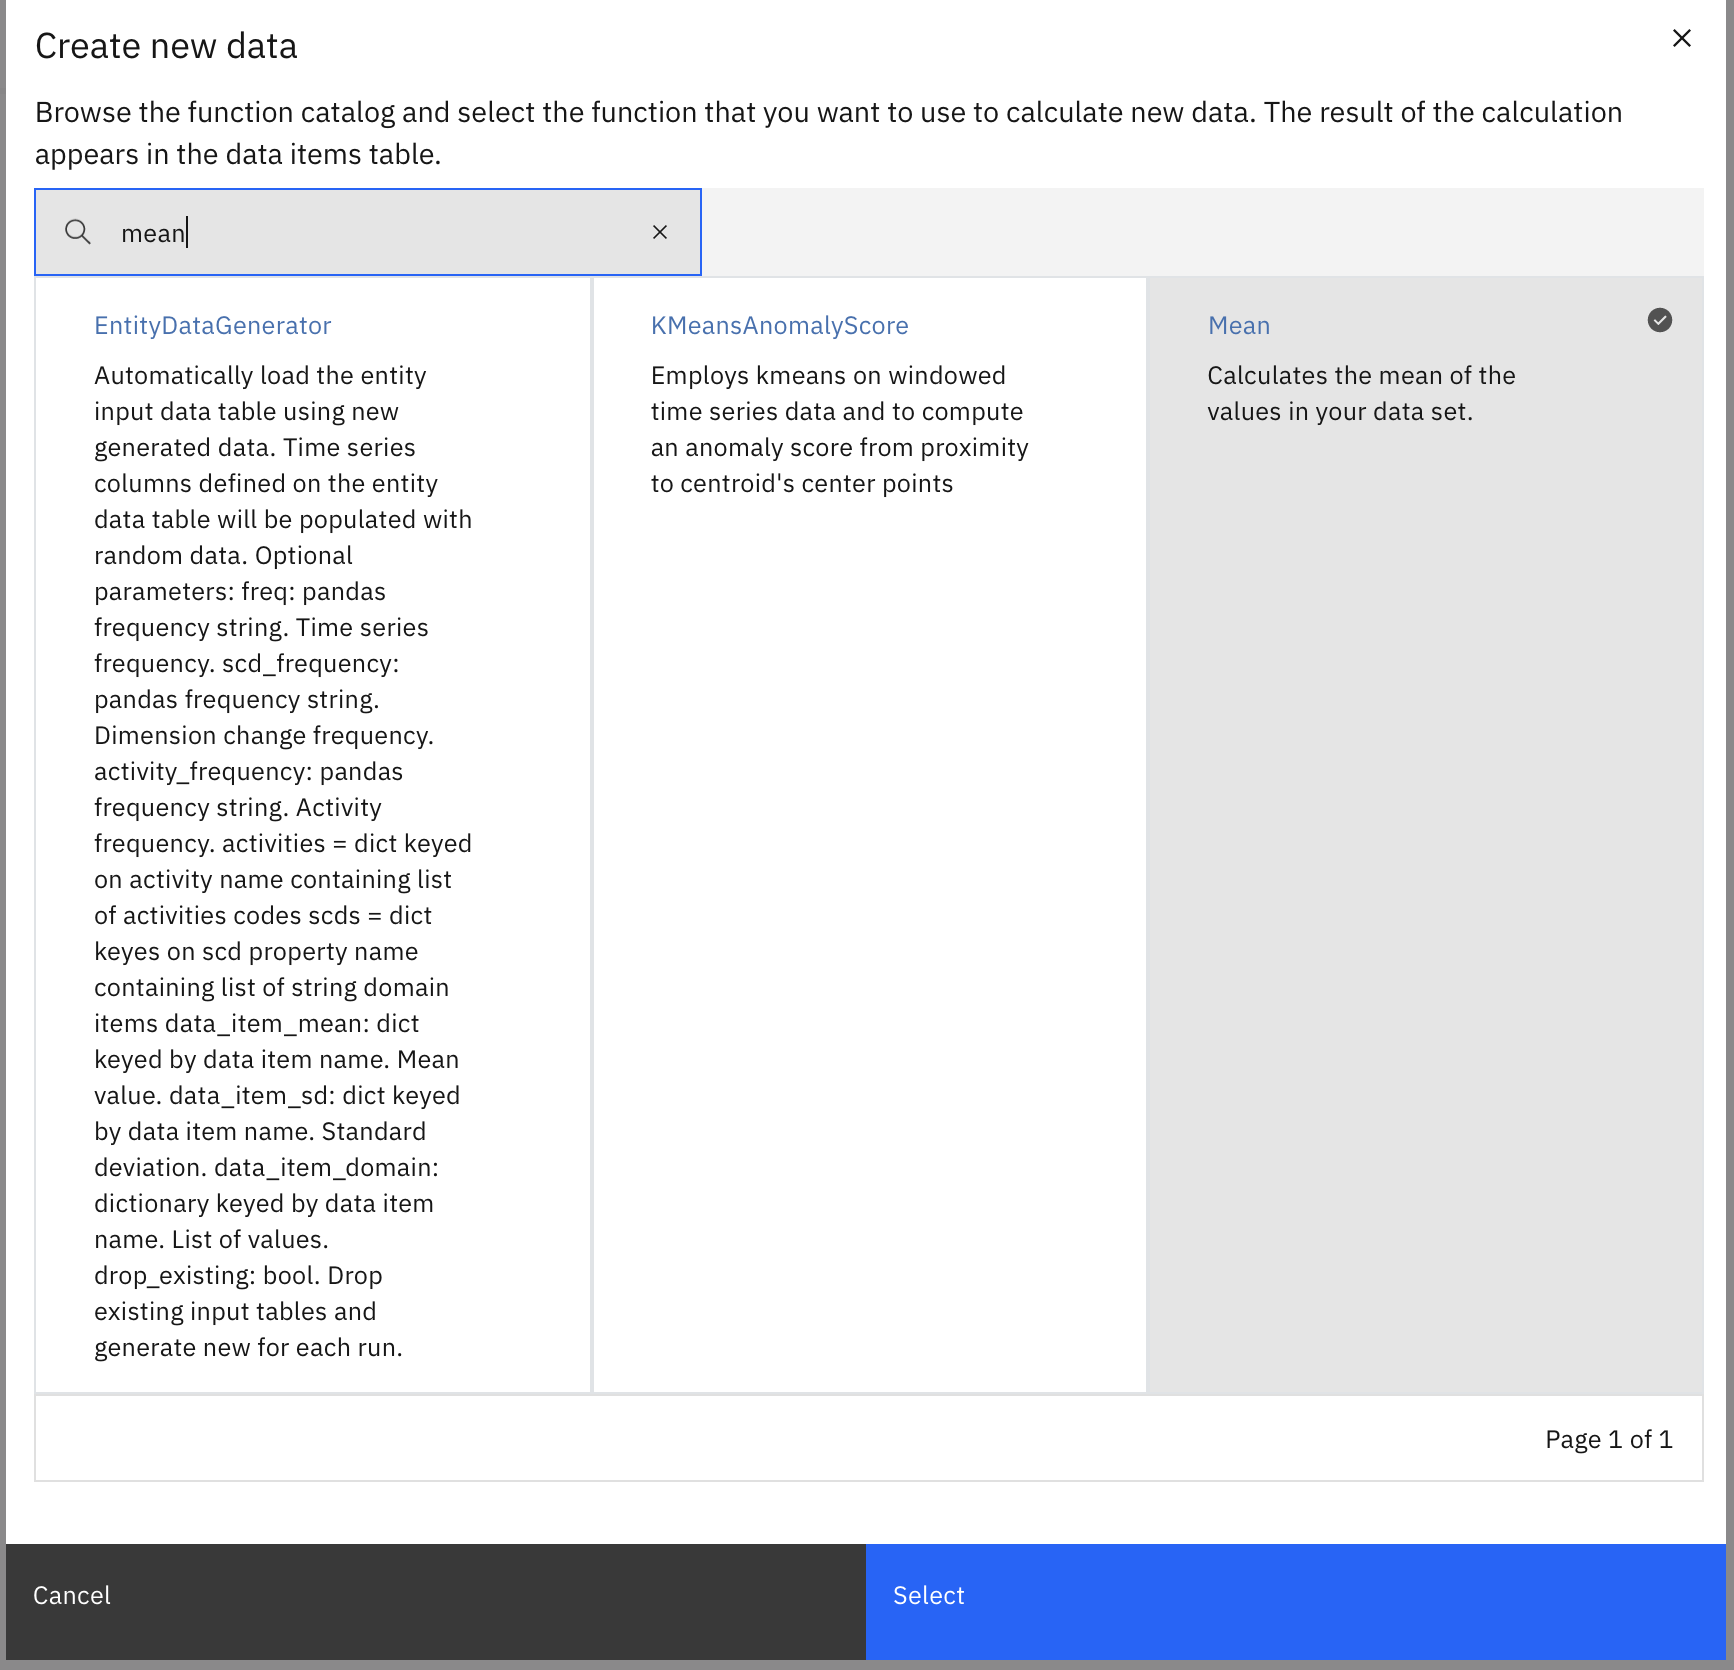 Create new data
Browse the function catalog and select the function that you want to use to calculate new data. The result of the calculation
appears in the data items table.
mean
EntityDataGenerator
Automatically load the entity
input data table using new
generated data. Time series
columns defined on the entity
data table will be populated with
random data. Optional
parameters: freq: pandas
frequency string. Time series
frequency. scd_frequency:
pandas frequency string.
Dimension change frequency.
activity_frequency: pandas
frequency string. Activity
frequency. activities = dict keyed
on activity name containing list
of activities codes scds = dict
keyes on scd property name
containing list of string domain
items data_item_mean: dict
keyed by data item name. Mean
value. data_item_sd: dict keyed
by data item name. Standard
deviation. data_item_domain:
dictionary keyed by data item
name. List of values.
drop_existing: bool. Drop
existing input tables and
generate new for each run.
KMeansAnomalyScore
Employs kmeans on windowed
time series data and to compute
an anomaly score from proximity
to centroid's center points
Mean
Calculates the mean of the
values in your data set.
Page 1 of 1
Cancel
Select